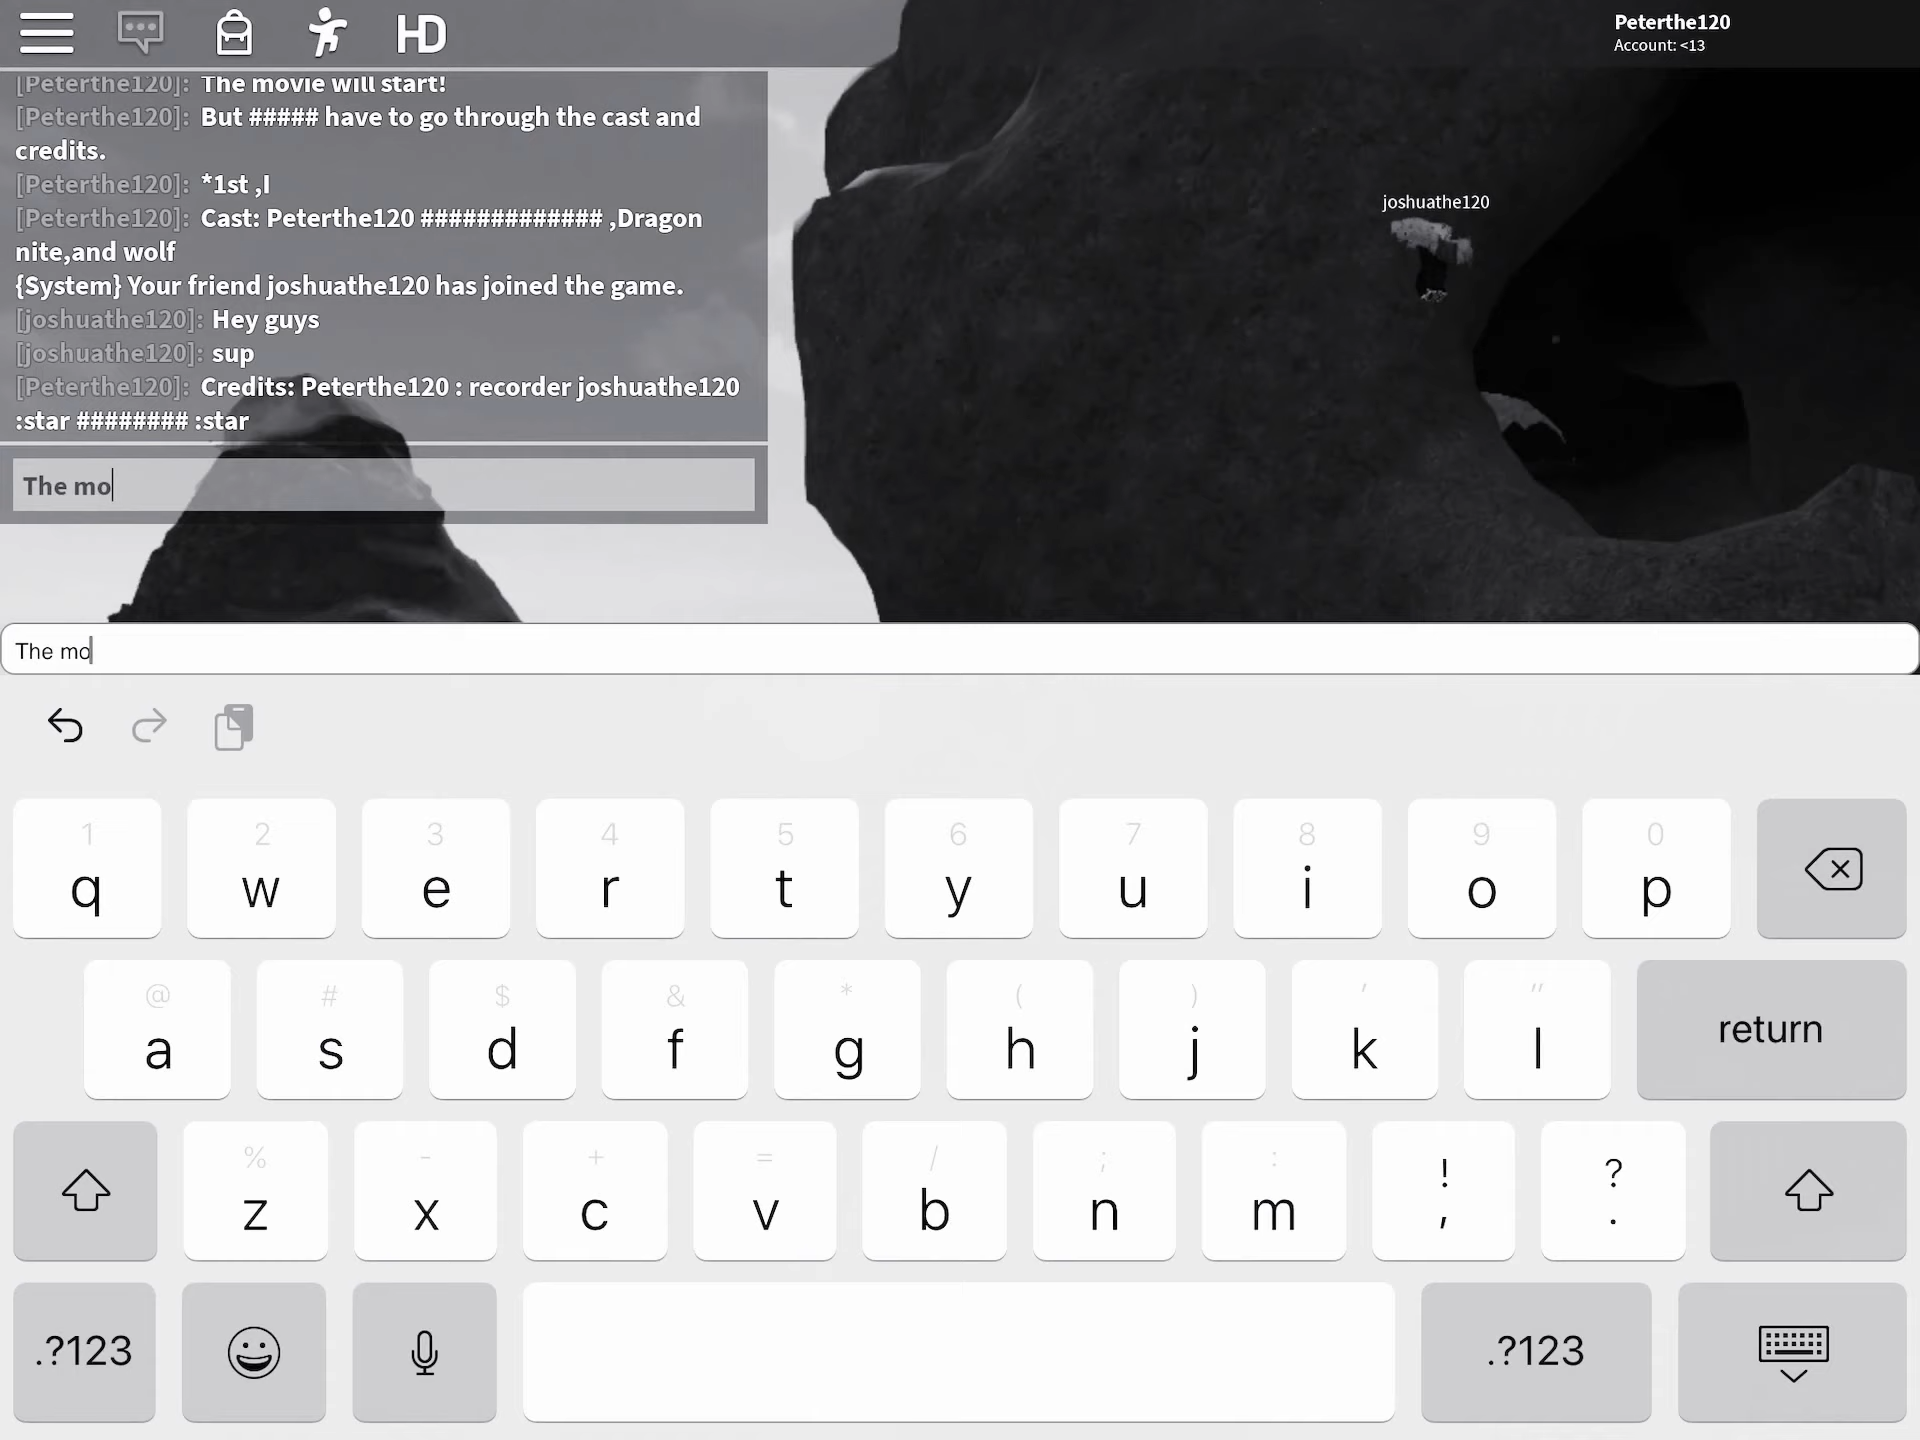 HD
Peterthe120
Account: <13
[Peterthe120]: The movie will start!
[Peterthe120]: But ##### have to go through the cast and
credits.
[Peterthe120]: *1st ,I
[Peterthe120]: Cast: Peterthe120 ############# ,Dragon
nite,and wolf
{System} Your friend joshuathe120 has joined the game.
[joshuathe120]: Hey guys
[joshuathe120]: sup
[Peterthe120]: Credits: Peterthe120 : recorder joshuathe120
:star ######## :star
joshuathe120
The mo
The mo
1 2 3 4 5 6 7 8 9 0
q w e r t y u i o p
@ # $ & * ( ) ' "
a s d f g h j k l return
% - + = / ; : ! ?
z x c v b n m , .
.?123 .?123